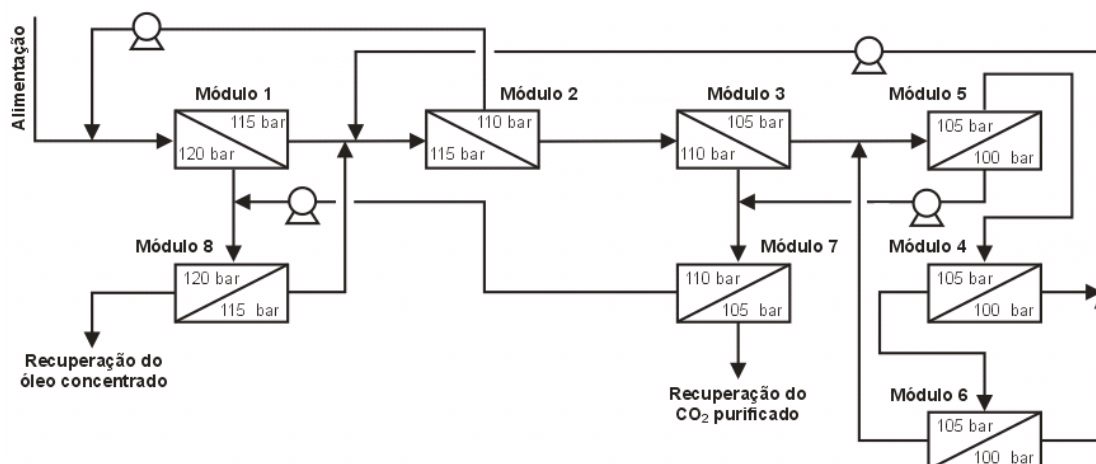 Alimentação
Módulo 1
115 bar
120 bar
Módulo 2
110 bar
115 bar
Módulo 3
105 bar
110 bar
Módulo 5
105 bar
100 bar
Módulo 8
120 bar
115 bar
Módulo 7
110 bar
105 bar
Módulo 4
105 bar
100 bar
Recuperação do
óleo concentrado
Recuperação do
CO₂ purificado
Módulo 6
105 bar
100 bar